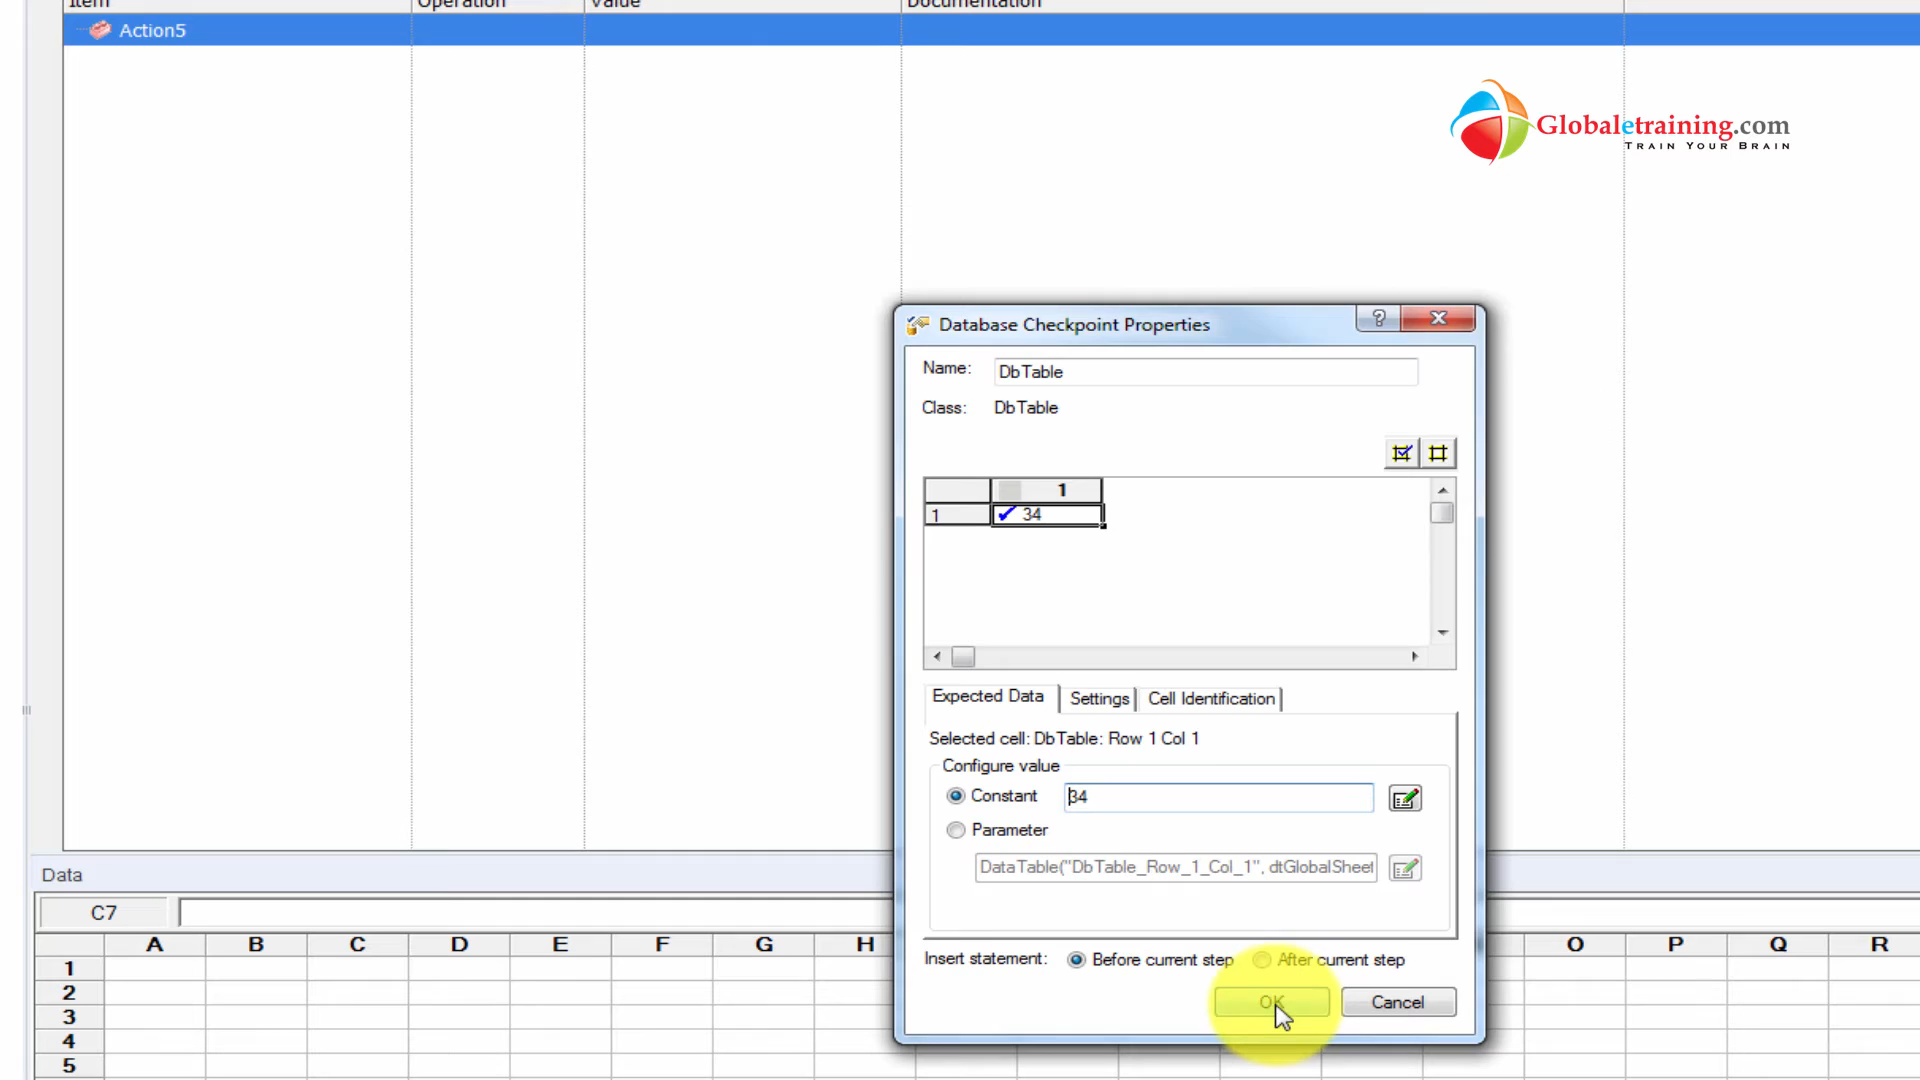 Item Operation Value Documentation
Action5
Globaletraining.com
TRAIN YOUR BRAIN
Database Checkpoint Properties
?
Name: DbTable
Class: DbTable
1
1 34
Expected Data Settings Cell Identification
Selected cell: DbTable: Row 1 Col 1
Configure value
Constant 34
Parameter
DataTable("DbTable_Row_1_Col_1", dtGlobalSheet
Insert statement: Before current step After current step
OK Cancel
Data
C7
A B C D E F G H O P Q R
1
2
3
4
5